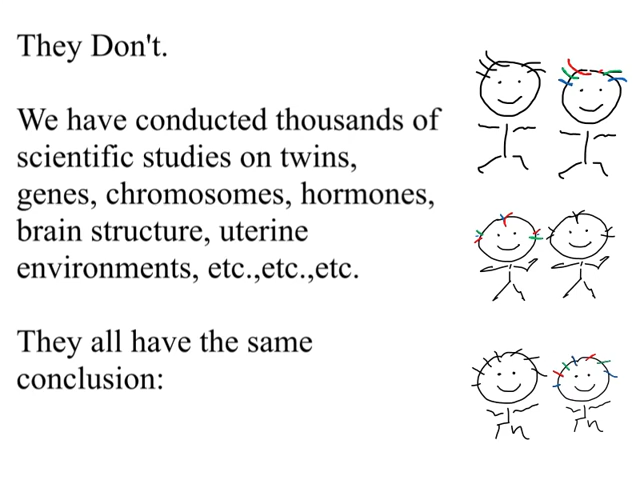 They Don't.
We have conducted thousands of
scientific studies on twins,
genes, chromosomes, hormones,
brain structure, uterine
environments, etc.,etc.,etc.
They all have the same
conclusion: